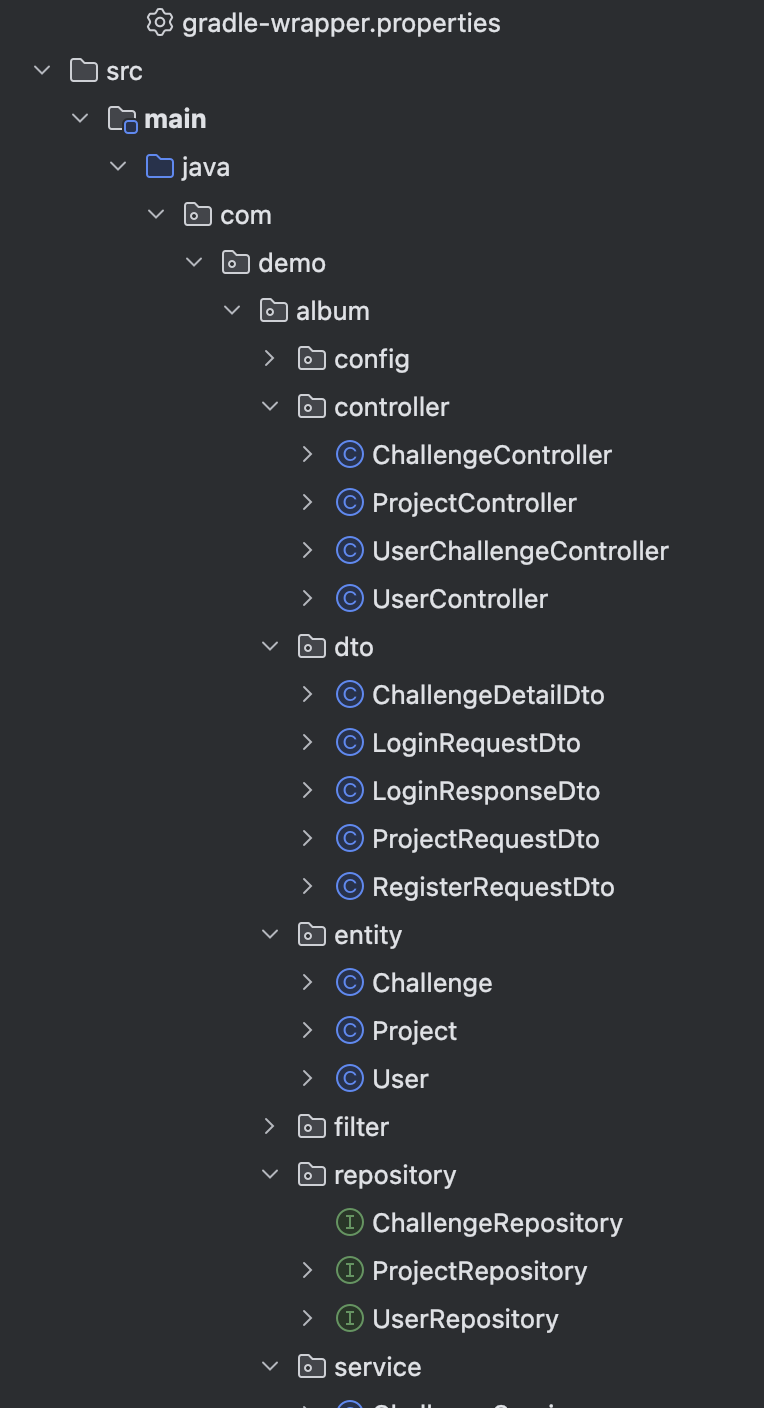 gradle-wrapper.properties
src
main
java
com
demo
album
config
controller
ChallengeController
ProjectController
UserChallengeController
UserController
dto
ChallengeDetailDto
LoginRequestDto
LoginResponseDto
ProjectRequestDto
RegisterRequestDto
entity
Challenge
Project
User
filter
repository
ChallengeRepository
ProjectRepository
UserRepository
service